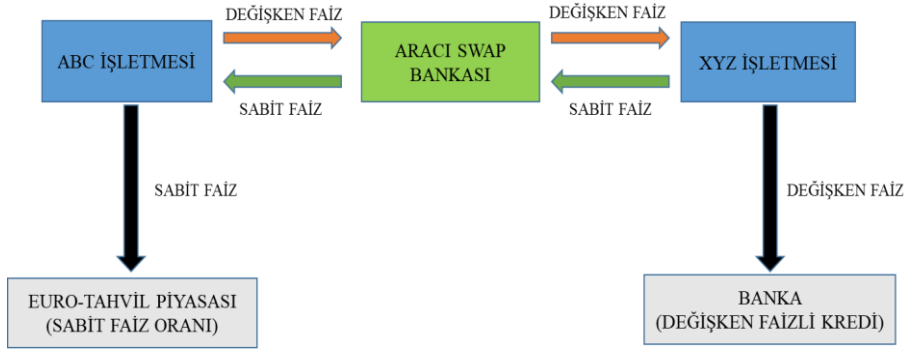 DEĞİŞKEN FAİZ
DEĞİŞKEN FAİZ
ABC İŞLETMESİ
ARACI SWAP
BANKASI
XYZ İŞLETMESİ
SABİT FAİZ
SABİT FAİZ
SABİT FAİZ
DEĞİŞKEN FAİZ
EURO-TAHVİL PİYASASI
(SABİT FAİZ ORANI)
BANKA
(DEĞİŞKEN FAİZLİ KREDİ)